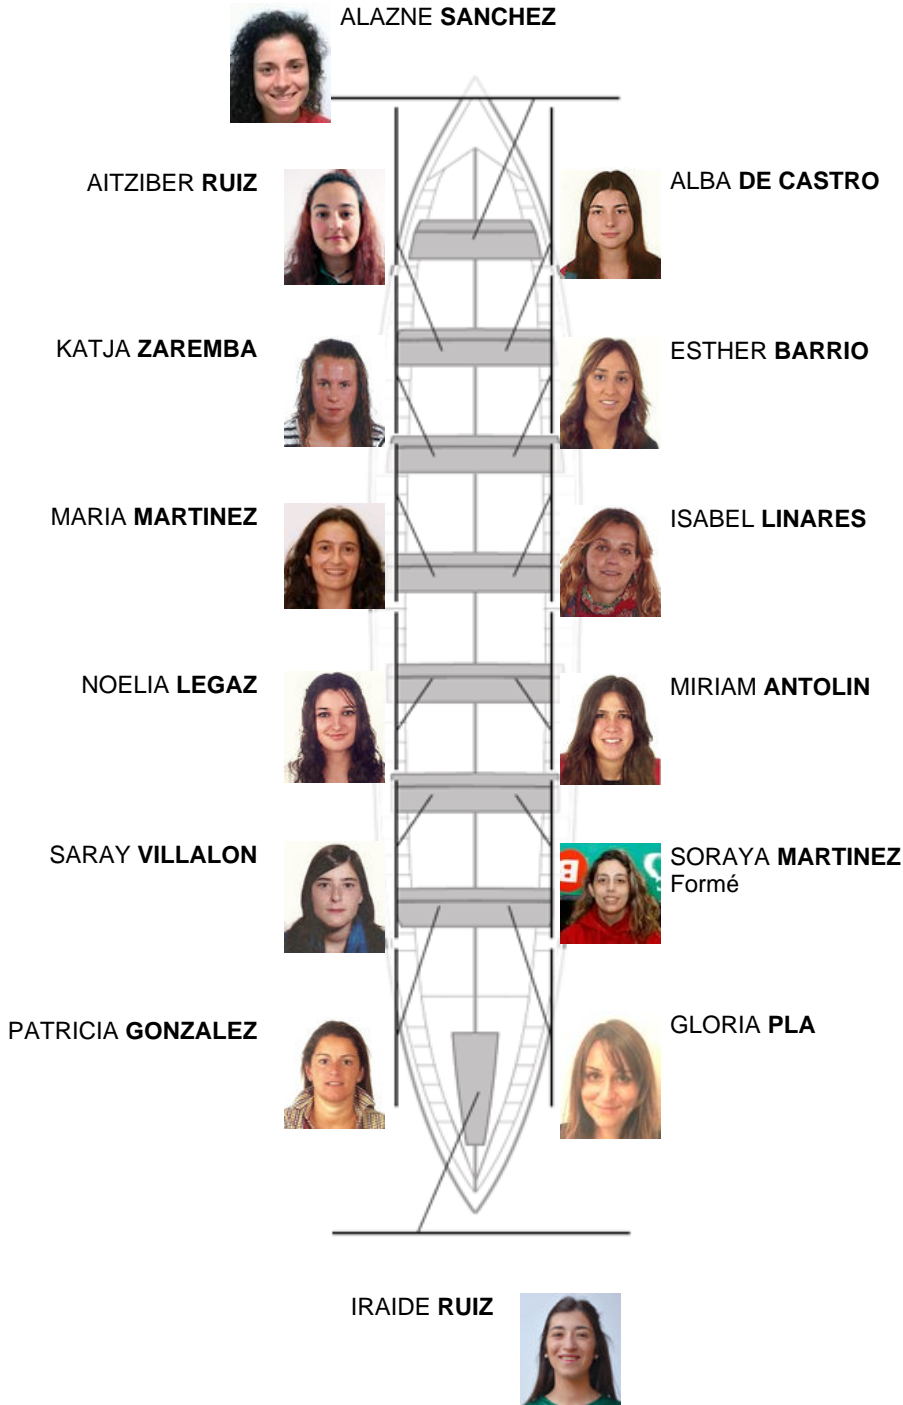 ALAZNE SANCHEZ
AITZIBER RUIZ
ALBA DE CASTRO
KATJA ZAREMBA
ESTHER BARRIO
MARIA MARTINEZ
ISABEL LINARES
NOELIA LEGAZ
MIRIAM ANTOLIN
SARAY VILLALON
SORAYA MARTINEZ
Formé
PATRICIA GONZALEZ
GLORIA PLA
IRAIDE RUIZ